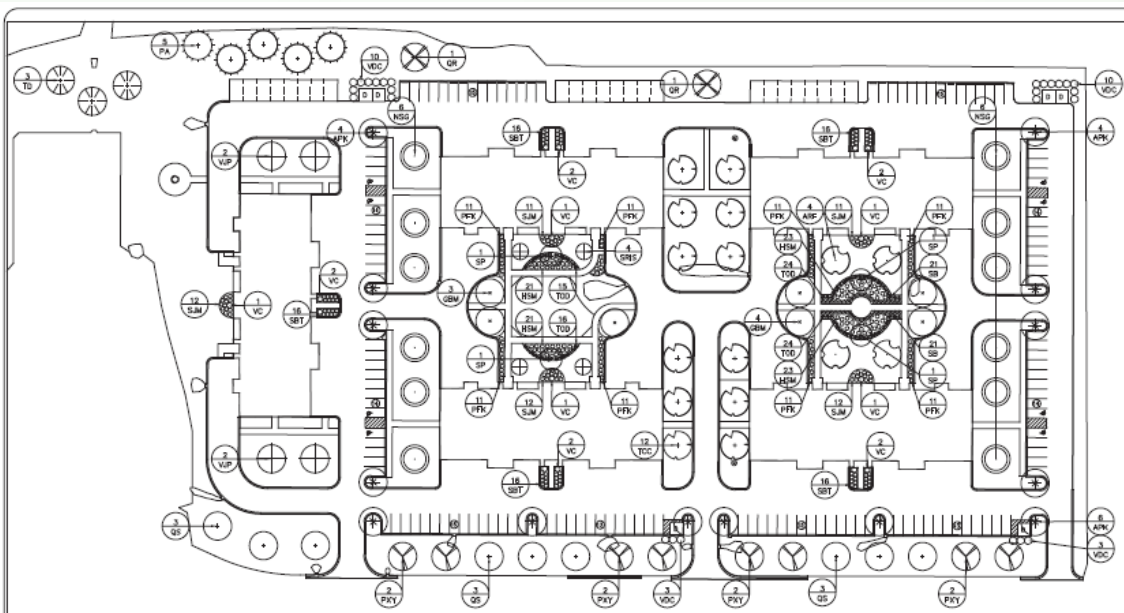 5
PA
10
VDC
1
QR
1
QR
10
VDC
3
TD
D D
D D
6
NSG
6
NSG
4
APK
16
SBT
16
SBT
4
APK
2
VJP
2
VC
2
VC
11
PFK
11
SJM
1
VC
11
PFK
11
PFK
4
ARF
11
SJM
1
VC
11
PFK
23
HSM
1
SP
1
SP
4
SRIS
24
TOD
21
SB
2
VC
3
GBM
21
HSM
15
TOD
12
SJM
1
VC
16
SBT
21
HSM
16
TOD
4
GBM
24
TOD
21
SB
1
SP
23
HSM
1
SP
11
PFK
12
SJM
1
VC
11
PFK
11
PFK
12
SJM
1
VC
11
PFK
2
VJP
2
VC
12
TCC
2
VC
16
SBT
16
SBT
3
QS
APK
3
VDC
2
PXY
3
QS
2
PXY
3
VDC
2
PXY
3
QS
2
PXY